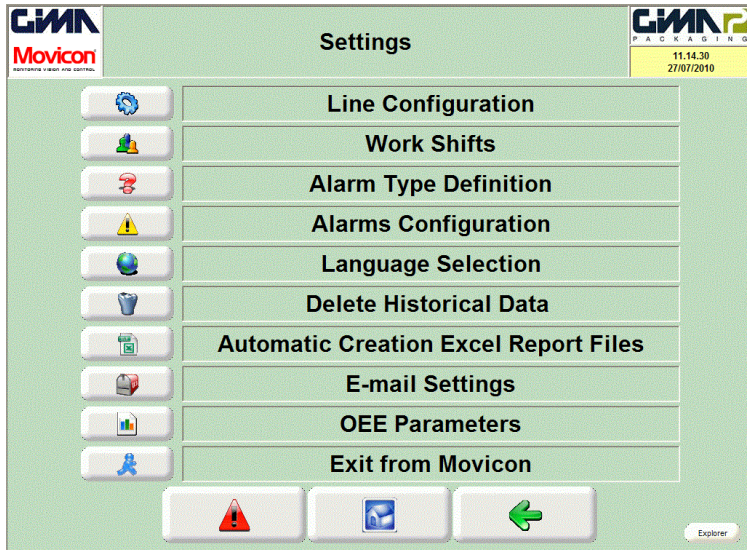 GiMA
Movicon
MONITORING VISION AND CONTROL
Settings
GiMA
PACKAGING
11.14.30
27/07/2010
Line Configuration
Work Shifts
Alarm Type Definition
Alarms Configuration
Language Selection
Delete Historical Data
Automatic Creation Excel Report Files
E-mail Settings
OEE Parameters
Exit from Movicon
Explorer